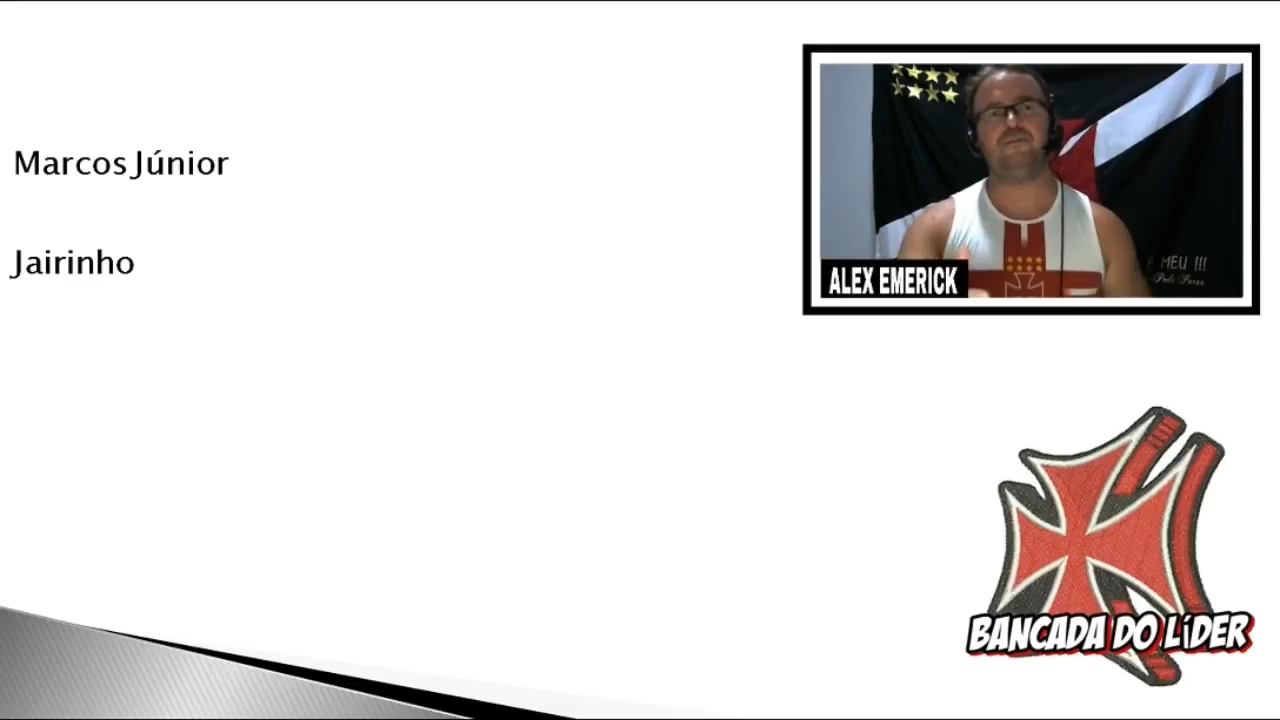 Marcos Júnior
Jairinho
ALEX EMERICK
É MEU !!!
BANCADA DO LÍDER